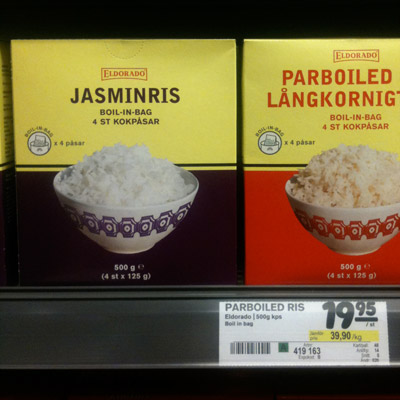 ELDORADO
JASMINRIS
BOIL-IN-BAG
4 ST KOKPÅSAR
BOIL-IN-BAG
x 4 påsar
500 g ℮
(4 st x 125 g)
ELDORADO
PARBOILED
LÅNGKORNIGT
BOIL-IN-BAG
4 ST KOKPÅSAR
BOIL-IN-BAG
x 4 påsar
500 g ℮
(4 st x 125 g)
PARBOILED RIS
Eldorado | 500g kps
Boil in bag
19 95
/ st
39,90 /kg
419 163